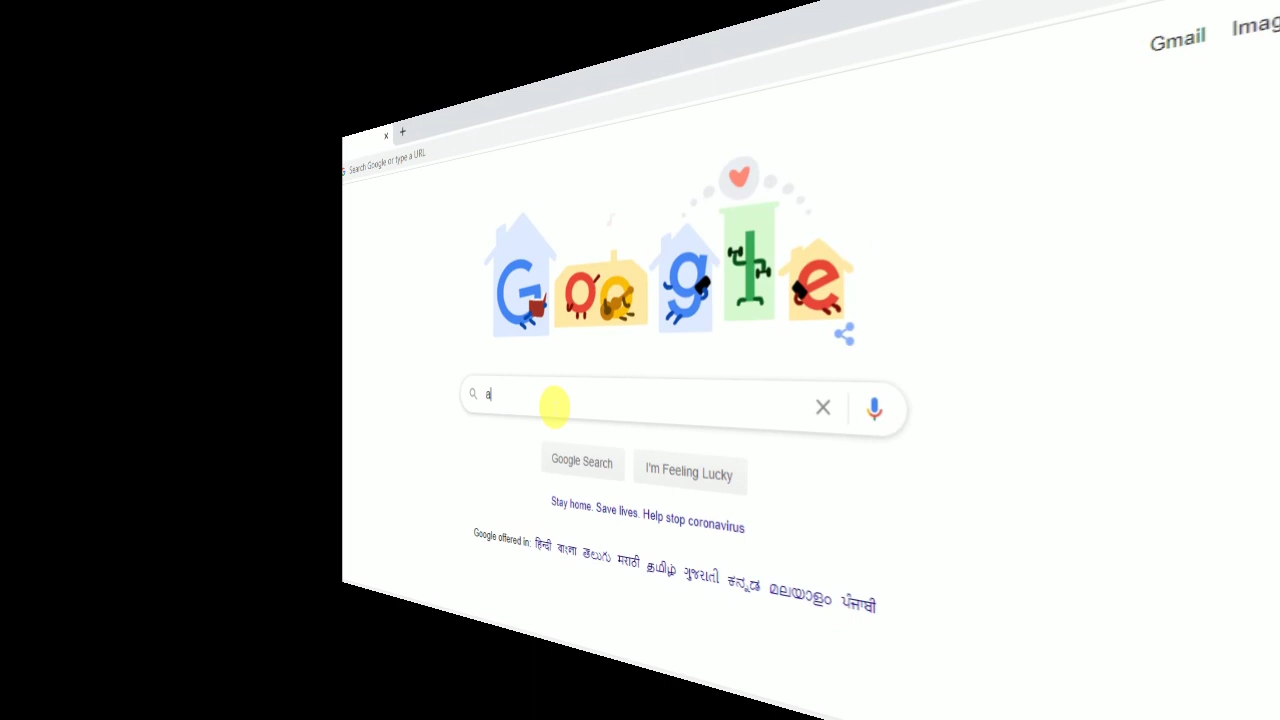 Gmail
+
Search Google or type a URL
Google
a
Google Search
I'm Feeling Lucky
Stay home. Save lives. Help stop coronavirus
Google offered in: हिन्दी বাংলা తెలుగు मराठी தமிழ் ગુજરાતી ಕನ್ನಡ മലയാളം ਪੰਜਾਬੀ